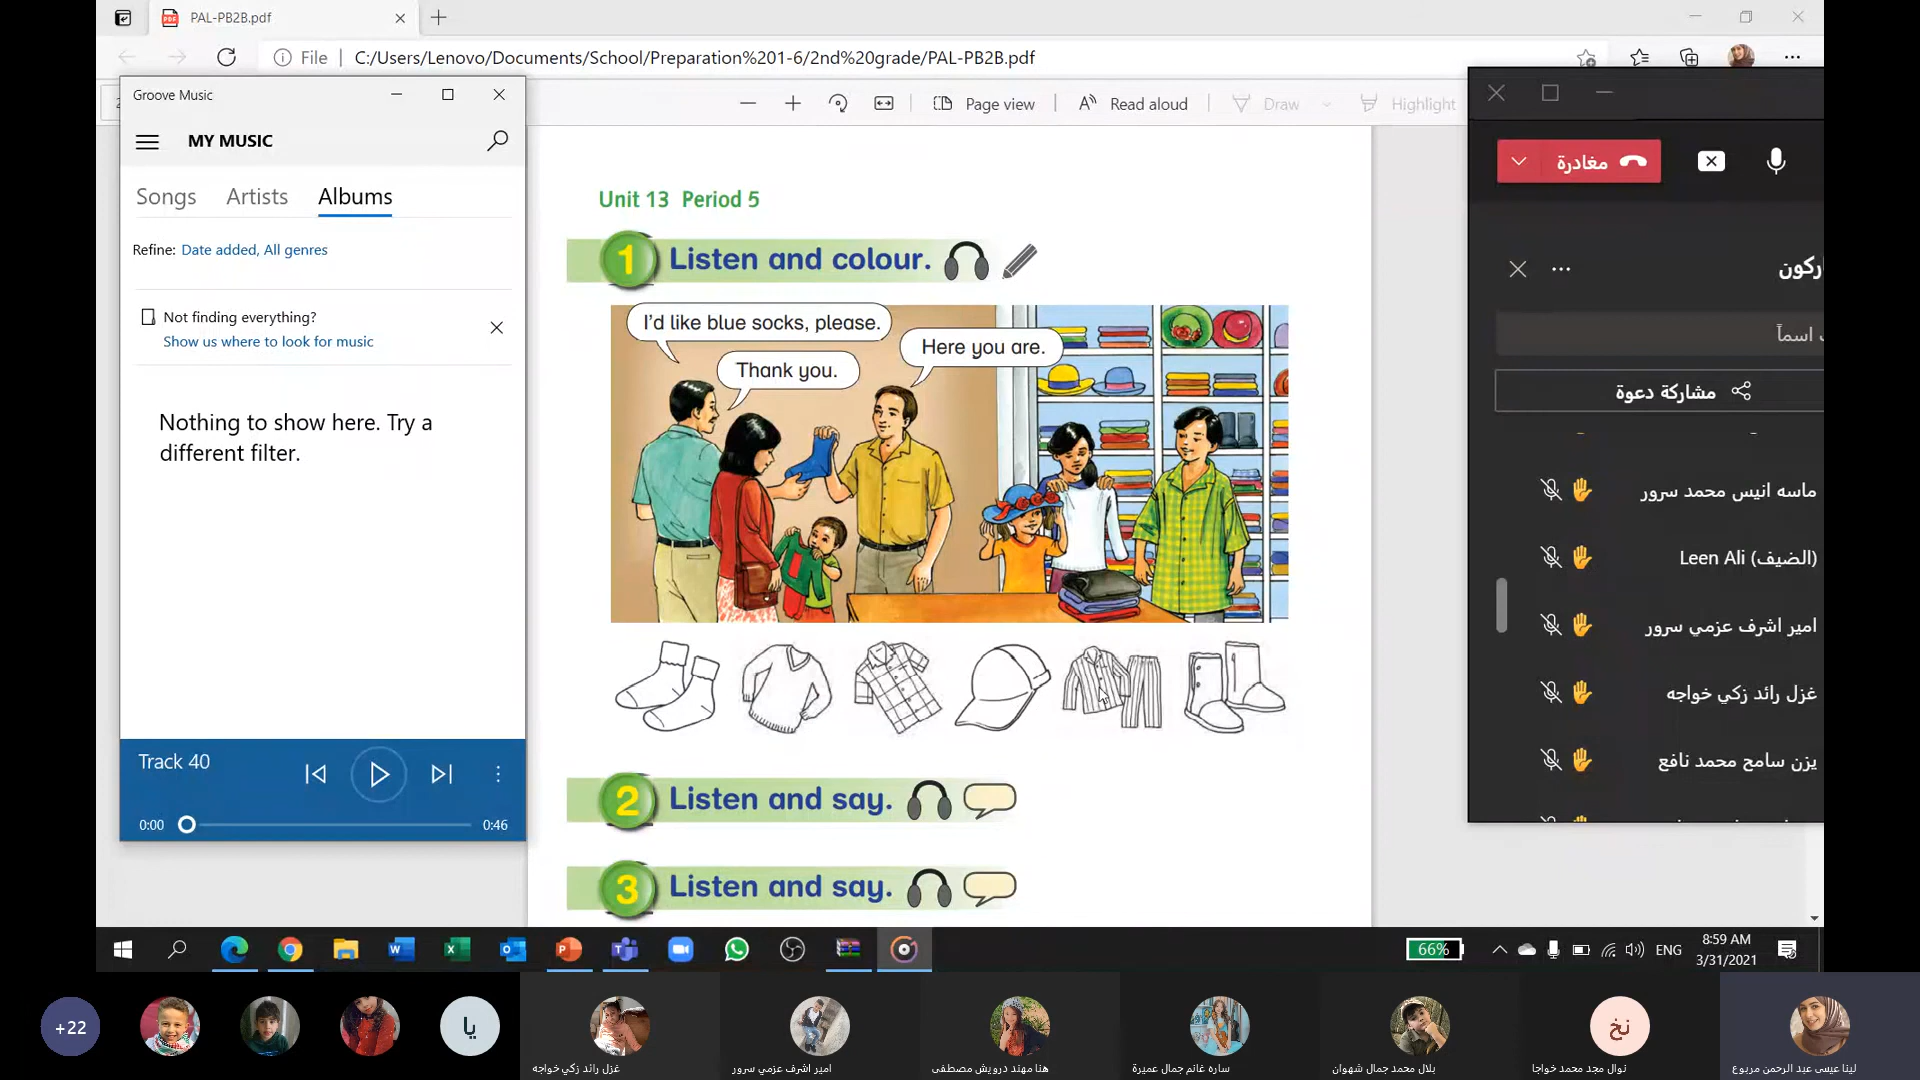 PAL-PB2B.pdf
File
C:/Users/Lenovo/Documents/School/Preparation%201-6/2nd%20grade/PAL-PB2B.pdf
Page view
Read aloud
Draw
Highlight
Groove Music
MY MUSIC
Songs
Artists
Albums
Refine: Date added, All genres
Not finding everything?
Show us where to look for music
Nothing to show here. Try a
different filter.
Track 40
0:00
0:46
Unit 13 Period 5
1 Listen and colour.
I'd like blue socks, please.
Thank you.
Here you are.
2 Listen and say.
3 Listen and say.
مغادرة
اسماً
مشاركة دعوة
ماسه انيس محمد سرور
Leen Ali (الضيف)
امير اشرف عزمي سرور
غزل رائد زكي خواجه
يزن سامح محمد نافع
66%
ENG
8:59 AM
3/31/2021
+22
يا
غزل رائد زكي خواجه
امير اشرف عزمي سرور
هنا مهند درويش مصطفى
ساره غانم جمال عميرة
بلال محمد جمال شهوان
نخ
نوال مجد محمد خواجا
لينا عيسى عبد الرحمن مربوع